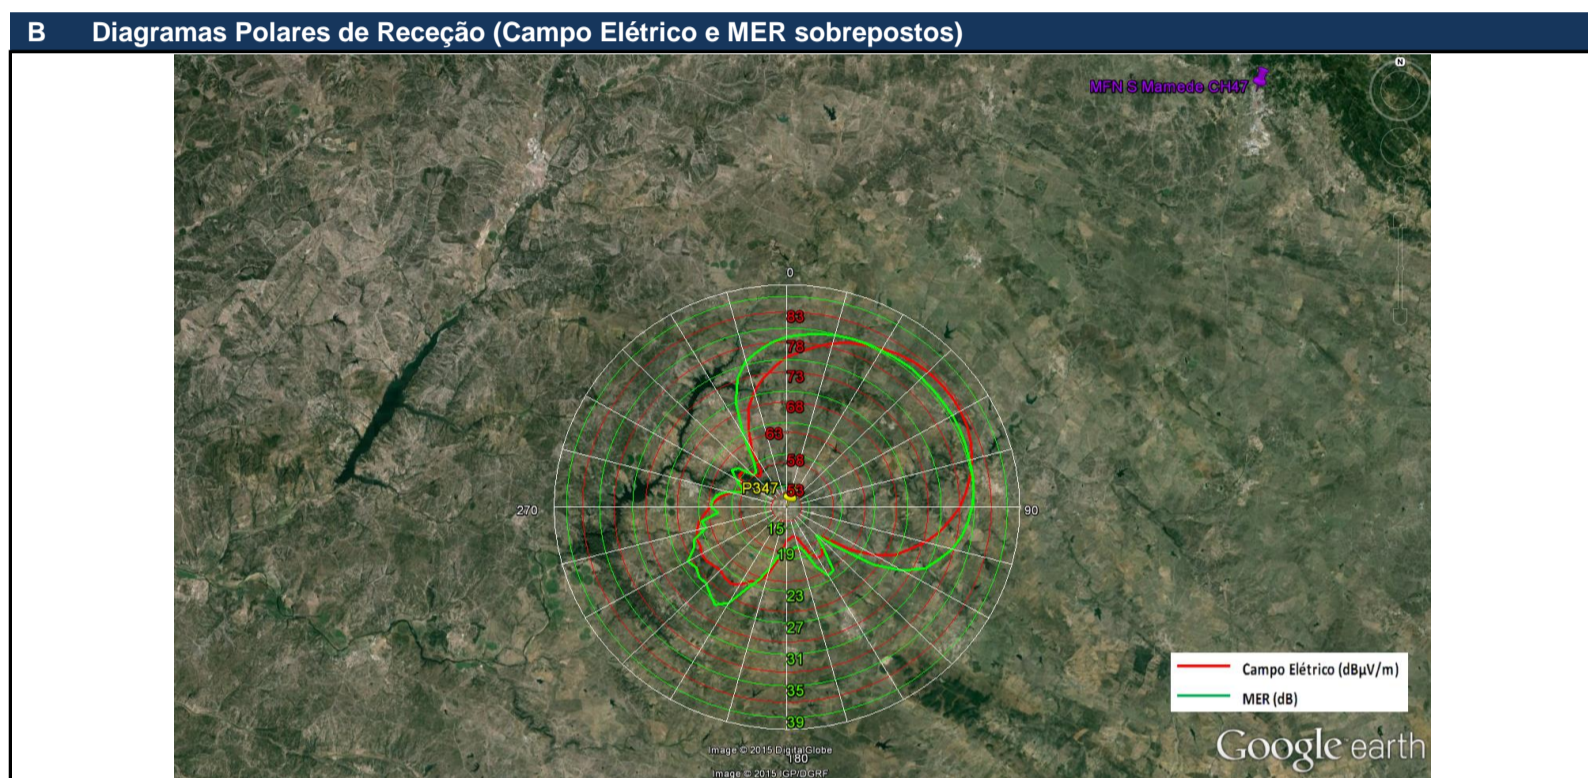 B Diagramas Polares de Receção (Campo Elétrico e MER sobrepostos)
N
MFN S Mamede CH47
0
83
78
73
68
63
58
P347
53
270
90
15
19
23
27
31
35
39
Campo Elétrico (dBµV/m)
MER (dB)
Google earth
Image © 2015 DigitalGlobe
180
Image © 2015 IGP/DGRF